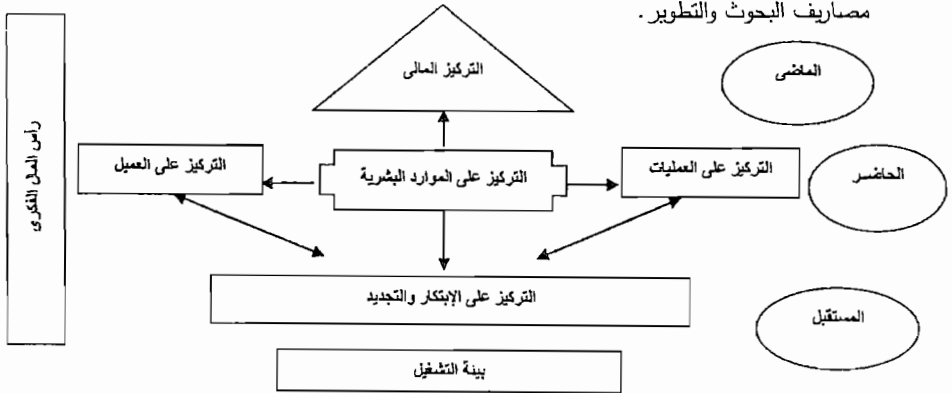 مصاريف البحوث والتطوير .
التركيز المالى
الماضى
رأس المال الفكرى
التركيز على العميل
التركيز على الموارد البشرية
التركيز على العمليات
الحاضر
التركيز على الإبتكار والتجديد
المستقبل
بيئة التشغيل